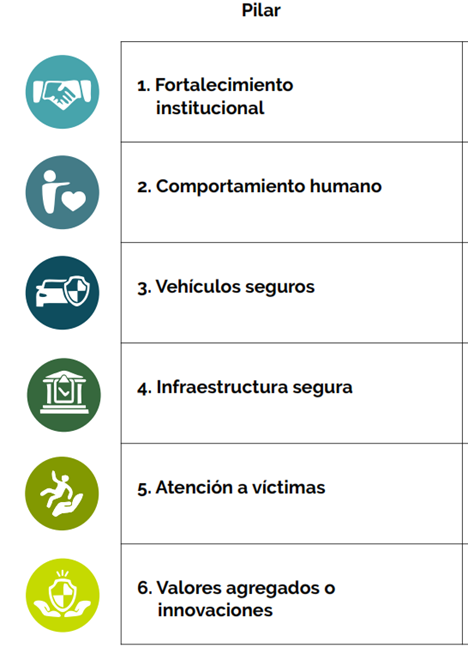 Pilar
1. Fortalecimiento
institucional
2. Comportamiento humano
3. Vehículos seguros
4. Infraestructura segura
5. Atención a víctimas
6. Valores agregados o
innovaciones